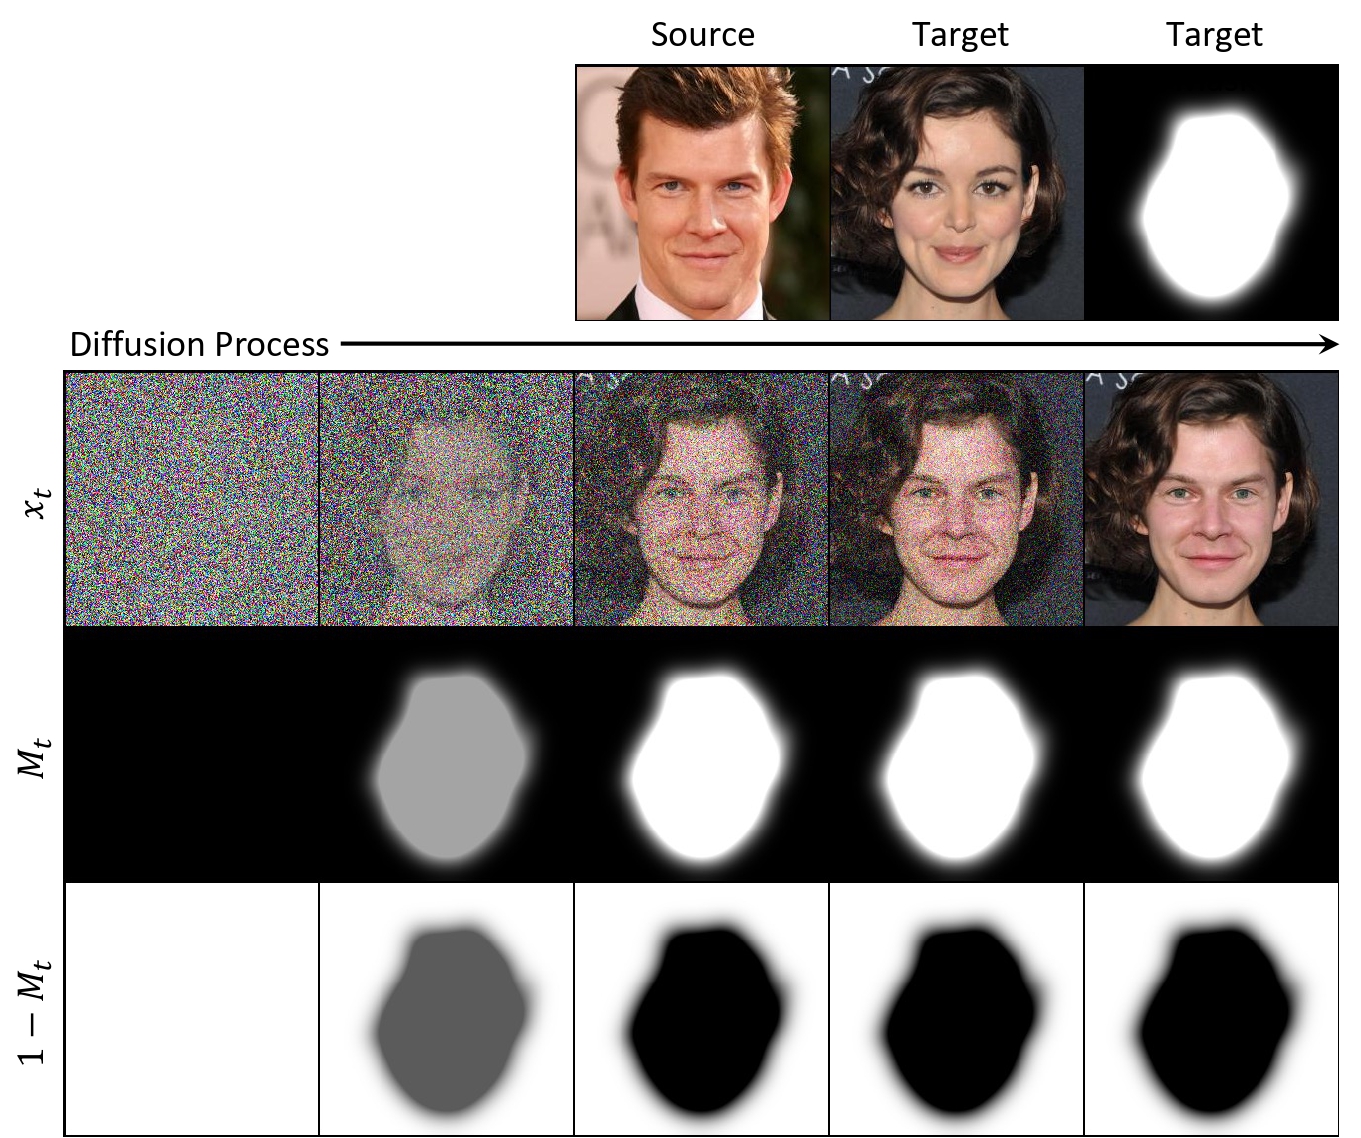 Source Target Target
Diffusion Process
x_t
M_t
1 − M_t